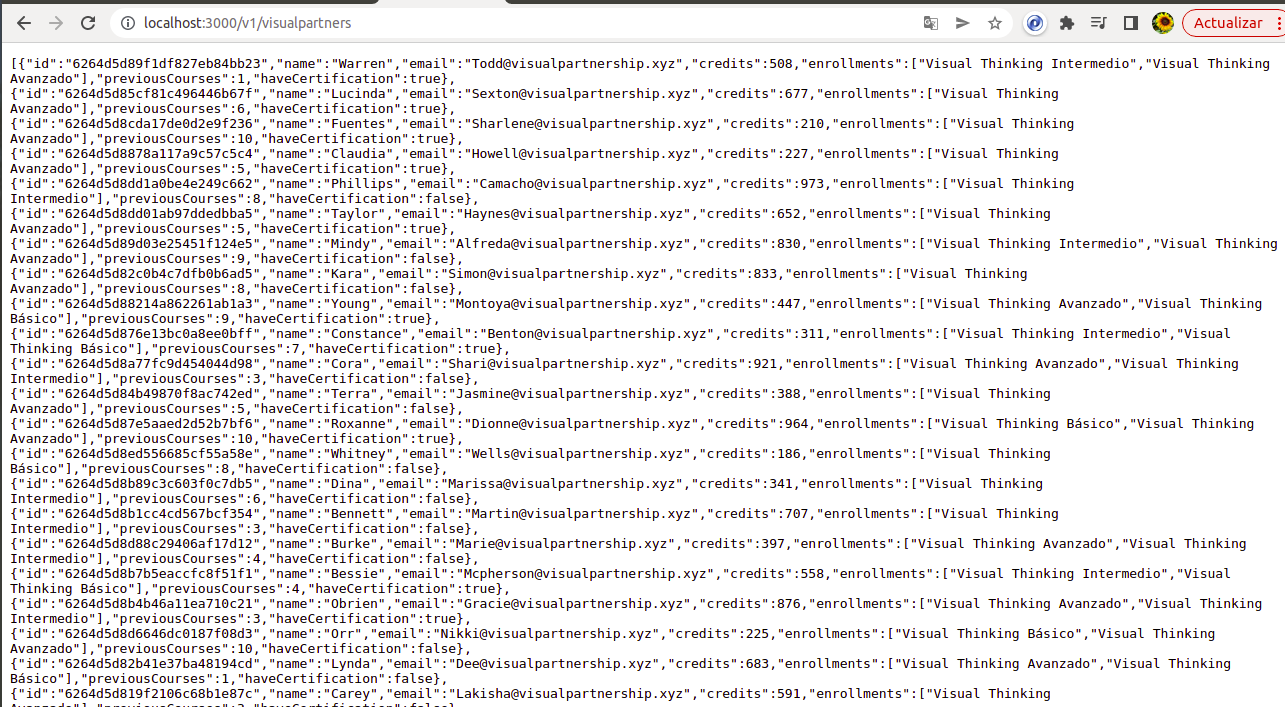 localhost:3000/v1/visualpartners
Actualizar
[{"id":"6264d5d89f1df827eb84bb23","name":"Warren","email":"Todd@visualpartnership.xyz","credits":508,"enrollments":["Visual Thinking Intermedio","Visual Thinking
Avanzado"],"previousCourses":1,"haveCertification":true},
{"id":"6264d5d85cf81c496446b67f","name":"Lucinda","email":"Sexton@visualpartnership.xyz","credits":677,"enrollments":["Visual Thinking
Avanzado"],"previousCourses":6,"haveCertification":true},
{"id":"6264d5d8cda17de0d2e9f236","name":"Fuentes","email":"Sharlene@visualpartnership.xyz","credits":210,"enrollments":["Visual Thinking
Avanzado"],"previousCourses":10,"haveCertification":true},
{"id":"6264d5d8878a117a9c57c5c4","name":"Claudia","email":"Howell@visualpartnership.xyz","credits":227,"enrollments":["Visual Thinking
Avanzado"],"previousCourses":5,"haveCertification":true},
{"id":"6264d5d8dd1a0be4e249c662","name":"Phillips","email":"Camacho@visualpartnership.xyz","credits":973,"enrollments":["Visual Thinking
Intermedio"],"previousCourses":8,"haveCertification":false},
{"id":"6264d5d8dd01ab97ddedbba5","name":"Taylor","email":"Haynes@visualpartnership.xyz","credits":652,"enrollments":["Visual Thinking
Avanzado"],"previousCourses":5,"haveCertification":true},
{"id":"6264d5d89d03e25451f124e5","name":"Mindy","email":"Alfreda@visualpartnership.xyz","credits":830,"enrollments":["Visual Thinking Intermedio","Visual Thinking
Avanzado"],"previousCourses":9,"haveCertification":false},
{"id":"6264d5d82c0b4c7dfb0b6ad5","name":"Kara","email":"Simon@visualpartnership.xyz","credits":833,"enrollments":["Visual Thinking
Avanzado"],"previousCourses":8,"haveCertification":false},
{"id":"6264d5d88214a862261ab1a3","name":"Young","email":"Montoya@visualpartnership.xyz","credits":447,"enrollments":["Visual Thinking Avanzado","Visual Thinking
Básico"],"previousCourses":9,"haveCertification":true},
{"id":"6264d5d876e13bc0a8ee0bff","name":"Constance","email":"Benton@visualpartnership.xyz","credits":311,"enrollments":["Visual Thinking Intermedio","Visual
Thinking Básico"],"previousCourses":7,"haveCertification":true},
{"id":"6264d5d8a77fc9d454044d98","name":"Cora","email":"Shari@visualpartnership.xyz","credits":921,"enrollments":["Visual Thinking Avanzado","Visual Thinking
Intermedio"],"previousCourses":3,"haveCertification":false},
{"id":"6264d5d84b49870f8ac742ed","name":"Terra","email":"Jasmine@visualpartnership.xyz","credits":388,"enrollments":["Visual Thinking
Avanzado"],"previousCourses":5,"haveCertification":false},
{"id":"6264d5d87e5aaed2d52b7bf6","name":"Roxanne","email":"Dionne@visualpartnership.xyz","credits":964,"enrollments":["Visual Thinking Básico","Visual Thinking
Avanzado"],"previousCourses":10,"haveCertification":true},
{"id":"6264d5d8ed556685cf55a58e","name":"Whitney","email":"Wells@visualpartnership.xyz","credits":186,"enrollments":["Visual Thinking
Básico"],"previousCourses":8,"haveCertification":false},
{"id":"6264d5d8b89c3c603f0c7db5","name":"Dina","email":"Marissa@visualpartnership.xyz","credits":341,"enrollments":["Visual Thinking
Intermedio"],"previousCourses":6,"haveCertification":false},
{"id":"6264d5d8b1cc4cd567bcf354","name":"Bennett","email":"Martin@visualpartnership.xyz","credits":707,"enrollments":["Visual Thinking
Intermedio"],"previousCourses":3,"haveCertification":false},
{"id":"6264d5d8d88c29406af17d12","name":"Burke","email":"Marie@visualpartnership.xyz","credits":397,"enrollments":["Visual Thinking Avanzado","Visual Thinking
Intermedio"],"previousCourses":4,"haveCertification":false},
{"id":"6264d5d8b7b5eaccfc8f51f1","name":"Bessie","email":"Mcpherson@visualpartnership.xyz","credits":558,"enrollments":["Visual Thinking Intermedio","Visual
Thinking Básico"],"previousCourses":4,"haveCertification":true},
{"id":"6264d5d8b4b46a11ea710c21","name":"Obrien","email":"Gracie@visualpartnership.xyz","credits":876,"enrollments":["Visual Thinking Avanzado","Visual Thinking
Intermedio"],"previousCourses":3,"haveCertification":true},
{"id":"6264d5d8d6646dc0187f08d3","name":"Orr","email":"Nikki@visualpartnership.xyz","credits":225,"enrollments":["Visual Thinking Básico","Visual Thinking
Avanzado"],"previousCourses":10,"haveCertification":false},
{"id":"6264d5d82b41e37ba48194cd","name":"Lynda","email":"Dee@visualpartnership.xyz","credits":683,"enrollments":["Visual Thinking Avanzado","Visual Thinking
Básico"],"previousCourses":1,"haveCertification":false},
{"id":"6264d5d819f2106c68b1e87c","name":"Carey","email":"Lakisha@visualpartnership.xyz","credits":591,"enrollments":["Visual Thinking